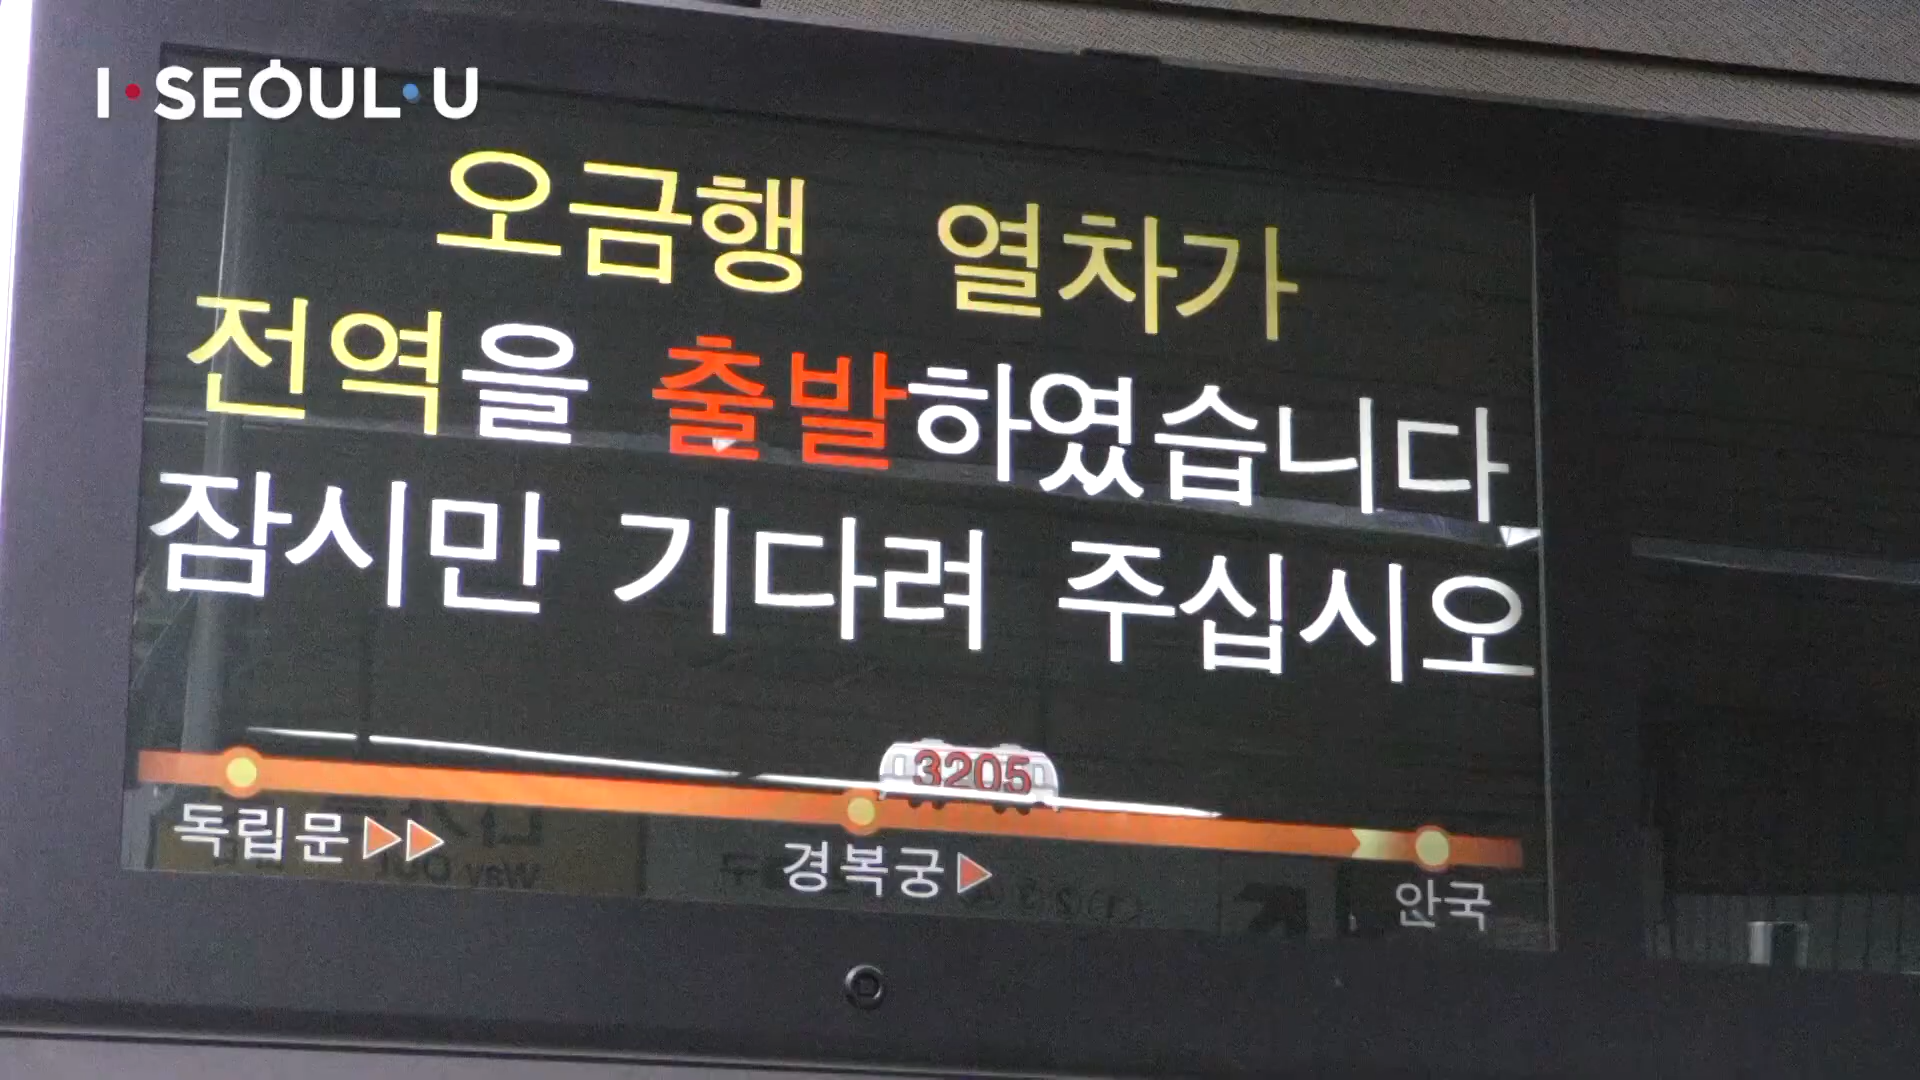 I·SEOUL·U
오금행 열차가
전역을 출발하였습니다
잠시만 기다려 주십시오
3205
독립문
경복궁
안국